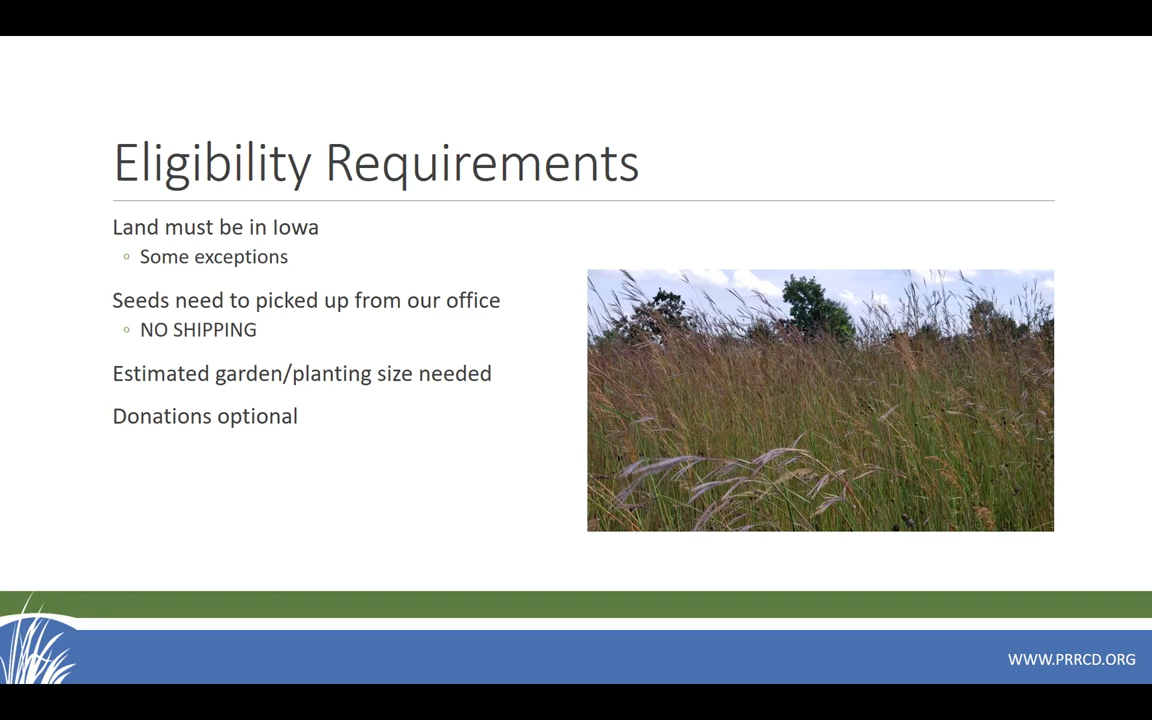 Eligibility Requirements
Land must be in Iowa
◦ Some exceptions
Seeds need to picked up from our office
◦ NO SHIPPING
Estimated garden/planting size needed
Donations optional
WWW.PRRCD.ORG